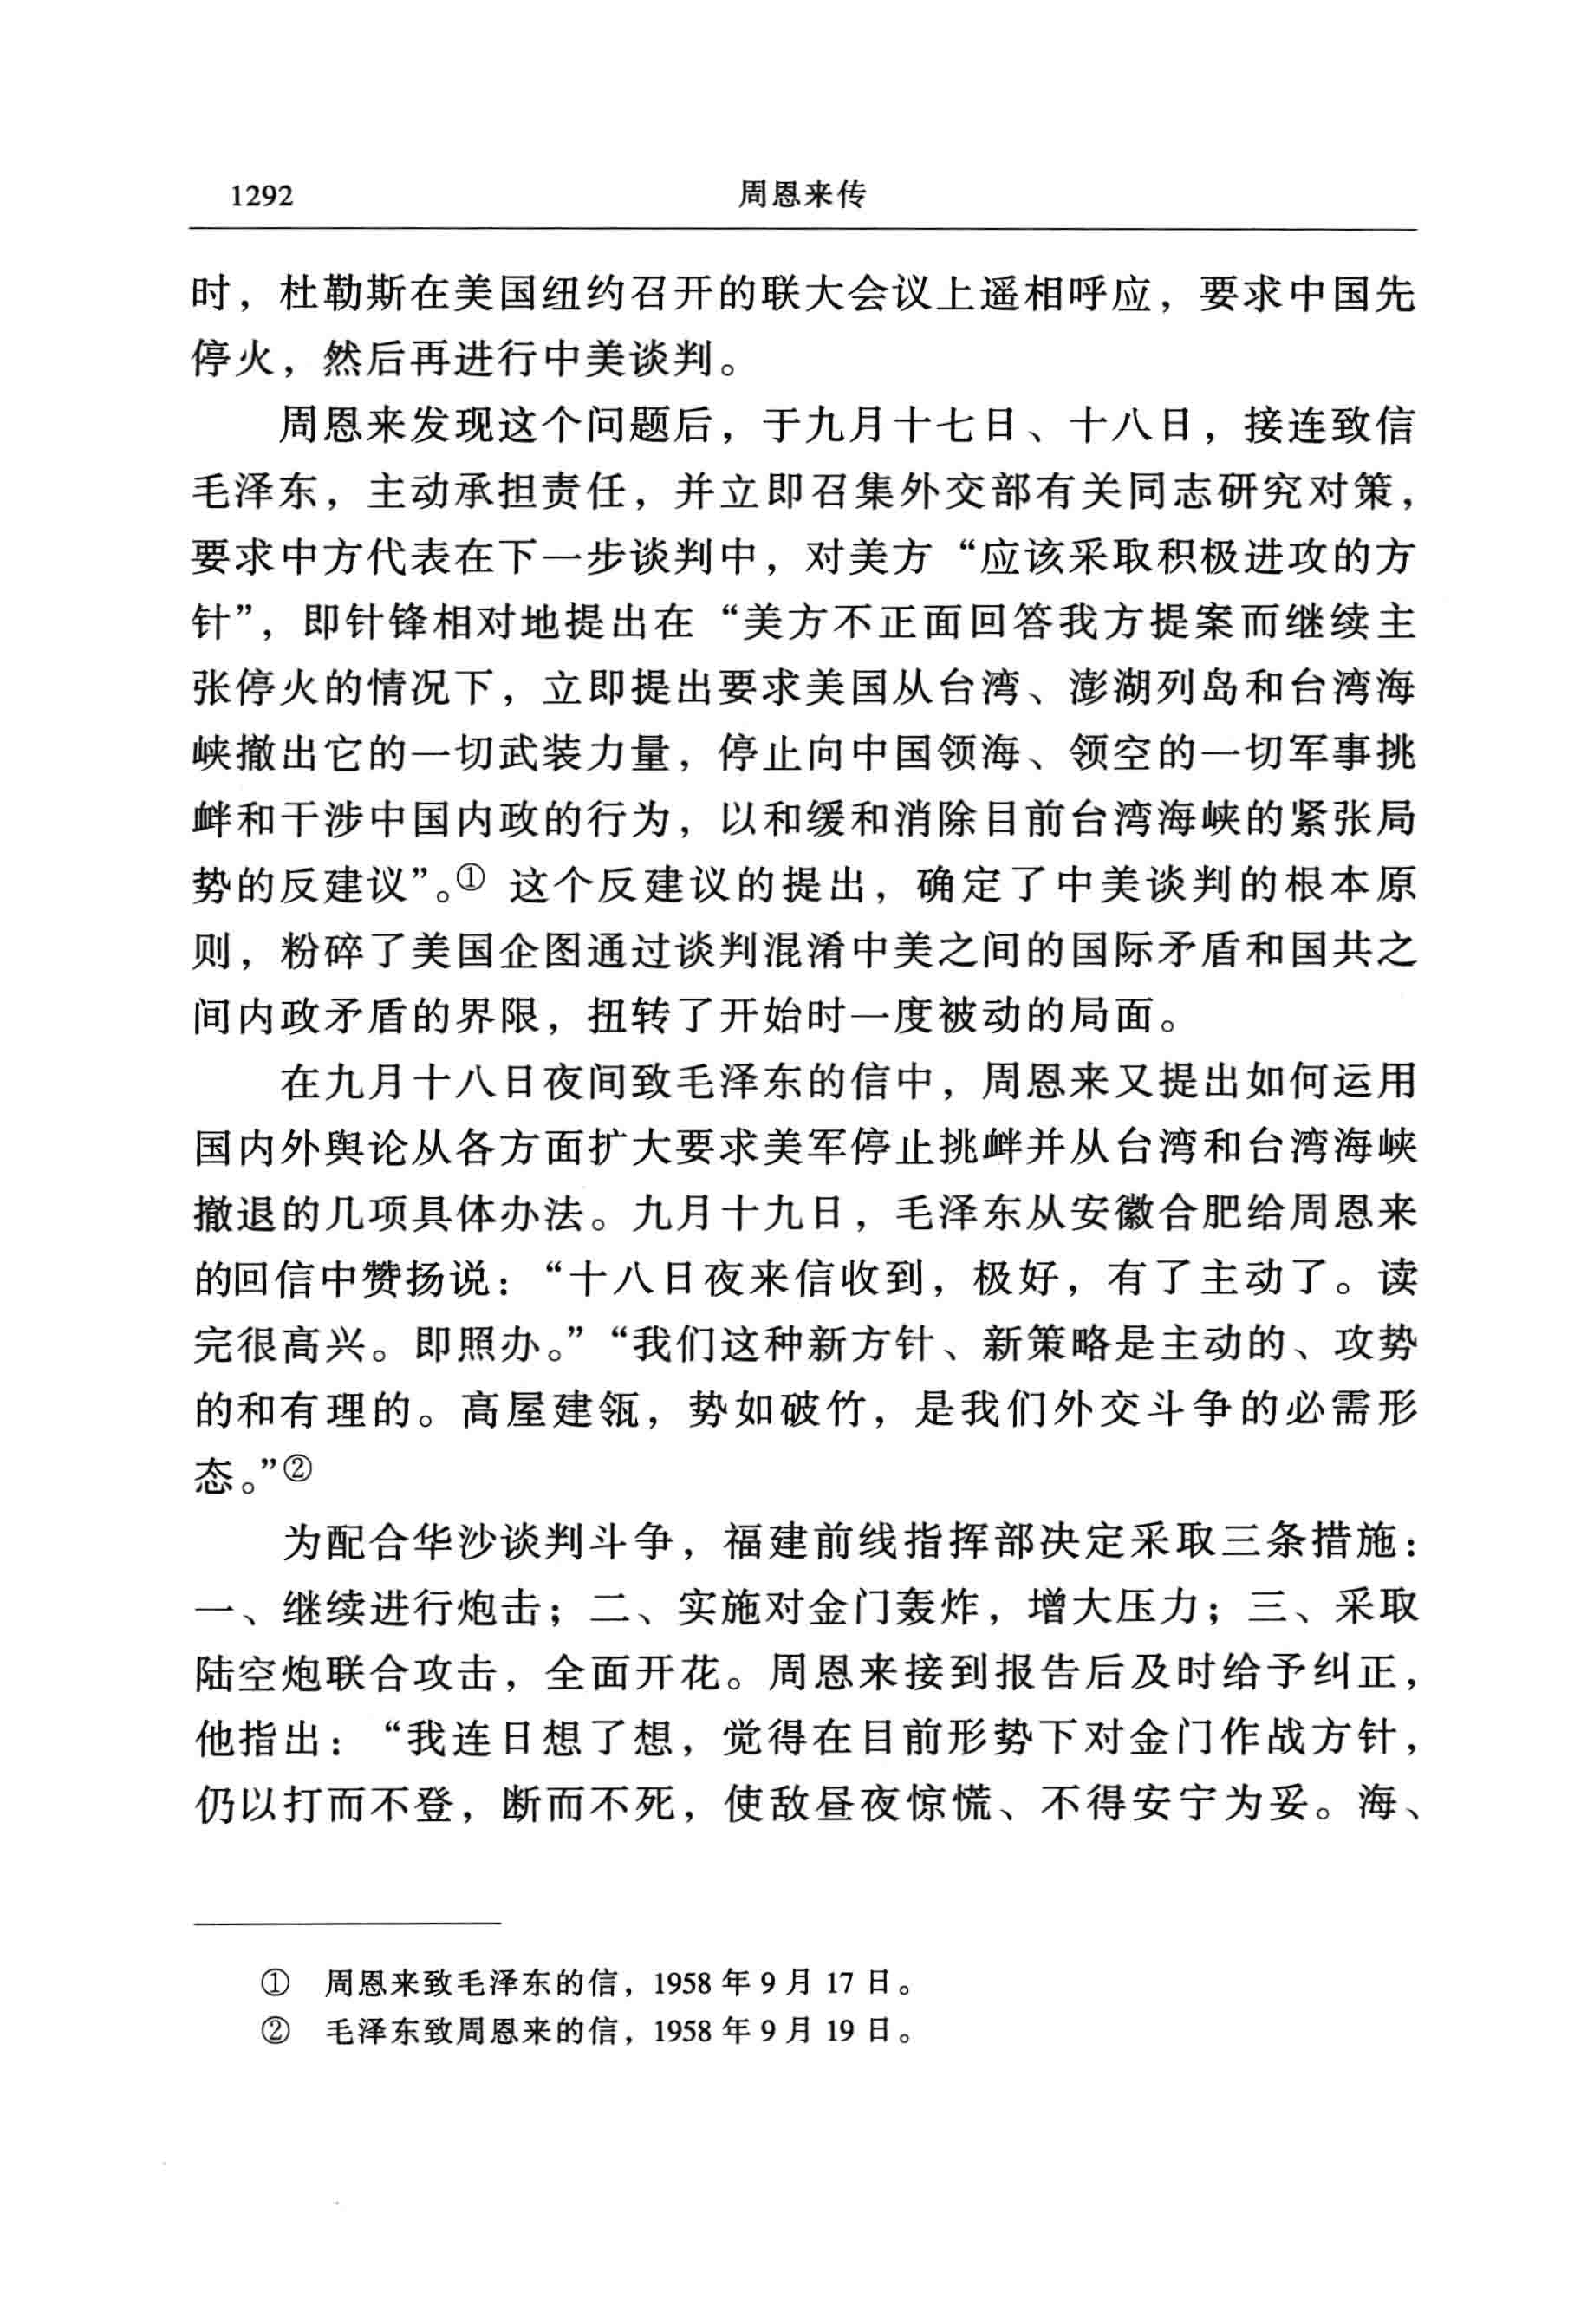 1292 周恩来传
时，杜勒斯在美国纽约召开的联大会议上遥相呼应，要求中国先
停火，然后再进行中美谈判。
周恩来发现这个问题后，于九月十七日、十八日，接连致信
毛泽东，主动承担责任，并立即召集外交部有关同志研究对策，
要求中方代表在下一步谈判中，对美方“应该采取积极进攻的方
针”，即针锋相对地提出在“美方不正面回答我方提案而继续主
张停火的情况下，立即提出要求美国从台湾、澎湖列岛和台湾海
峡撤出它的一切武装力量，停止向中国领海、领空的一切军事挑
衅和干涉中国内政的行为，以和缓和消除目前台湾海峡的紧张局
势的反建议”。① 这个反建议的提出，确定了中美谈判的根本原
则，粉碎了美国企图通过谈判混淆中美之间的国际矛盾和国共之
间内政矛盾的界限，扭转了开始时一度被动的局面。
在九月十八日夜间致毛泽东的信中，周恩来又提出如何运用
国内外舆论从各方面扩大要求美军停止挑衅并从台湾和台湾海峡
撤退的几项具体办法。九月十九日，毛泽东从安徽合肥给周恩来
的回信中赞扬说：“十八日夜来信收到，极好，有了主动了。读
完很高兴。即照办。”“我们这种新方针、新策略是主动的、攻势
的和有理的。高屋建瓴，势如破竹，是我们外交斗争的必需形
态。”②
为配合华沙谈判斗争，福建前线指挥部决定采取三条措施：
一、继续进行炮击；二、实施对金门轰炸，增大压力；三、采取
陆空炮联合攻击，全面开花。周恩来接到报告后及时给予纠正，
他指出：“我连日想了想，觉得在目前形势下对金门作战方针，
仍以打而不登，断而不死，使敌昼夜惊慌、不得安宁为妥。海、
① 周恩来致毛泽东的信，1958 年 9 月 17 日。
② 毛泽东致周恩来的信，1958 年 9 月 19 日。